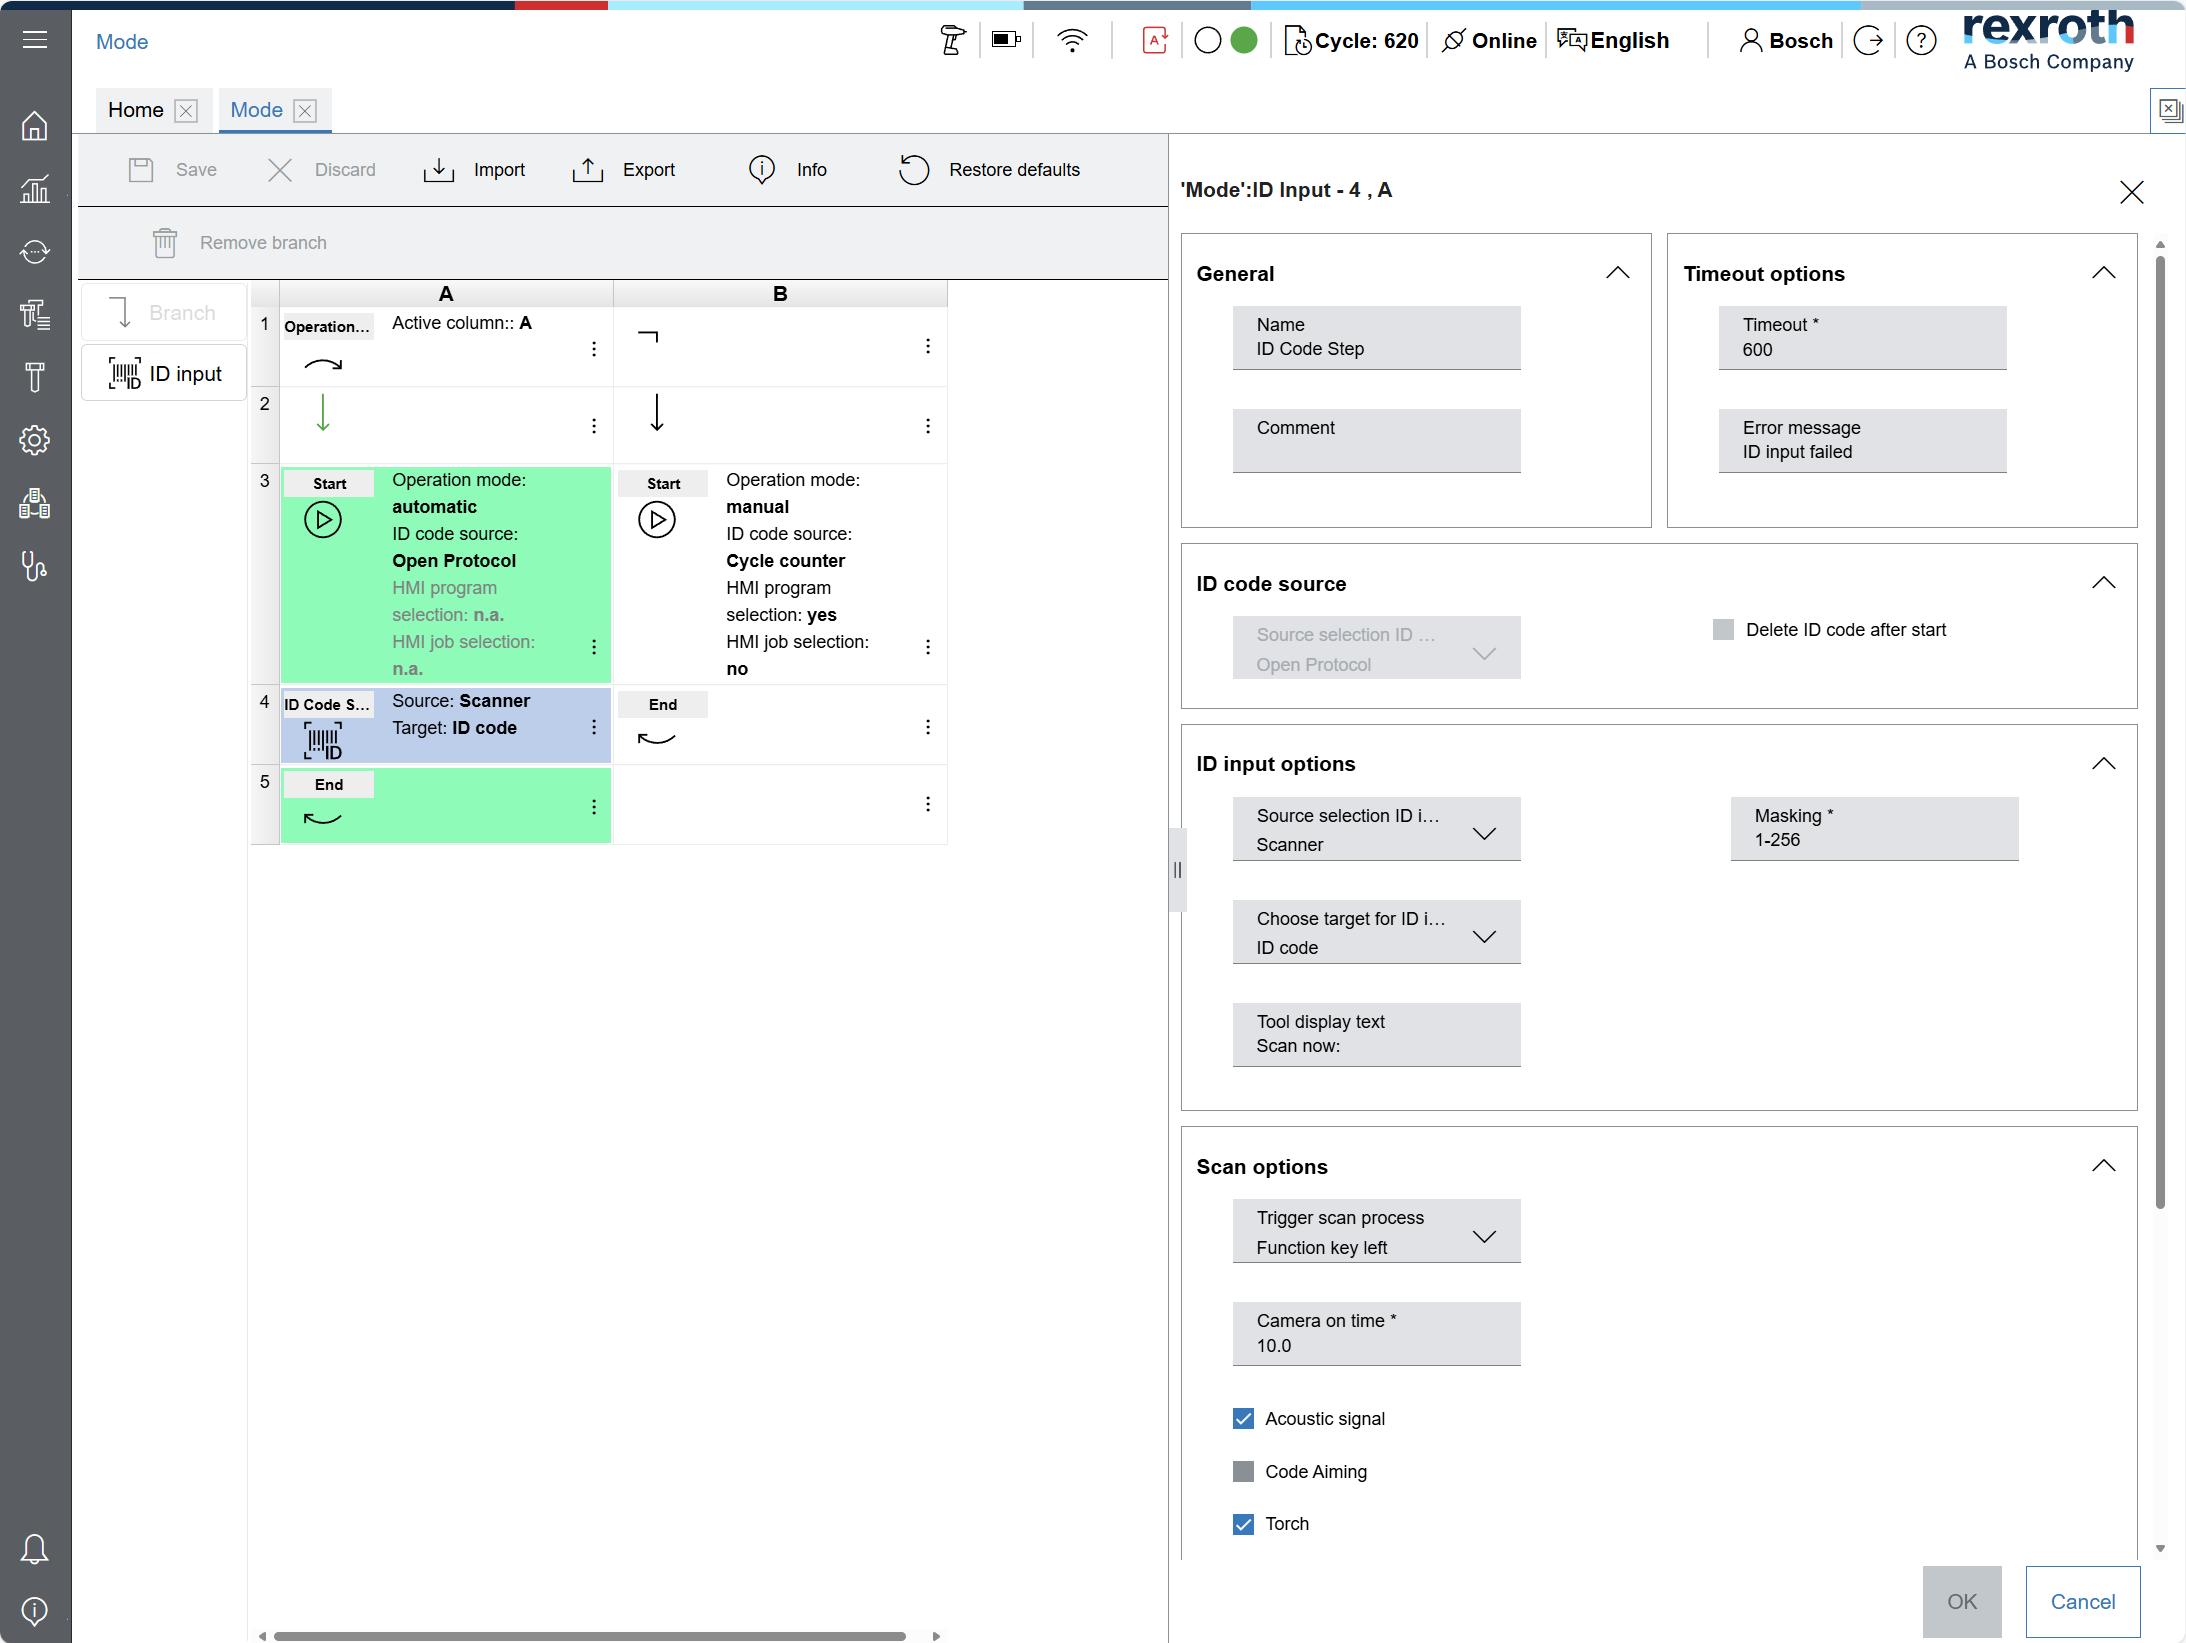 Mode
Cycle: 620
Online
English
Bosch
rexroth
A Bosch Company
Home
Mode
Save
Discard
Import
Export
Info
Restore defaults
Remove branch
Branch
ID input
A
B
1
Operation...
Active column:: A
2
3
Start
Operation mode:
automatic
ID code source:
Open Protocol
HMI program
selection: n.a.
HMI job selection:
n.a.
Start
Operation mode:
manual
ID code source:
Cycle counter
HMI program
selection: yes
HMI job selection:
no
4
ID Code S...
ID
Source: Scanner
Target: ID code
End
5
End
'Mode':ID Input - 4 , A
General
Name
ID Code Step
Comment
Timeout options
Timeout *
600
Error message
ID input failed
ID code source
Source selection ID ...
Open Protocol
Delete ID code after start
ID input options
Source selection ID i...
Scanner
Masking *
1-256
Choose target for ID i...
ID code
Tool display text
Scan now:
Scan options
Trigger scan process
Function key left
Camera on time *
10.0
Acoustic signal
Code Aiming
Torch
OK
Cancel